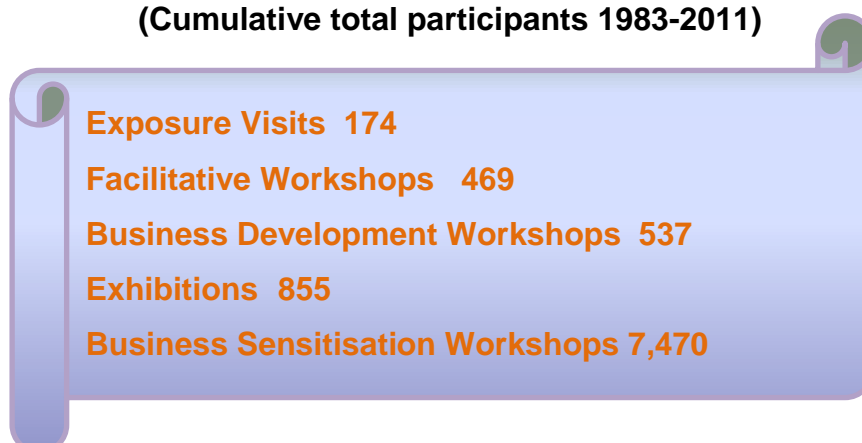 (Cumulative total participants 1983-2011)
Exposure Visits 174
Facilitative Workshops 469
Business Development Workshops 537
Exhibitions 855
Business Sensitisation Workshops 7,470